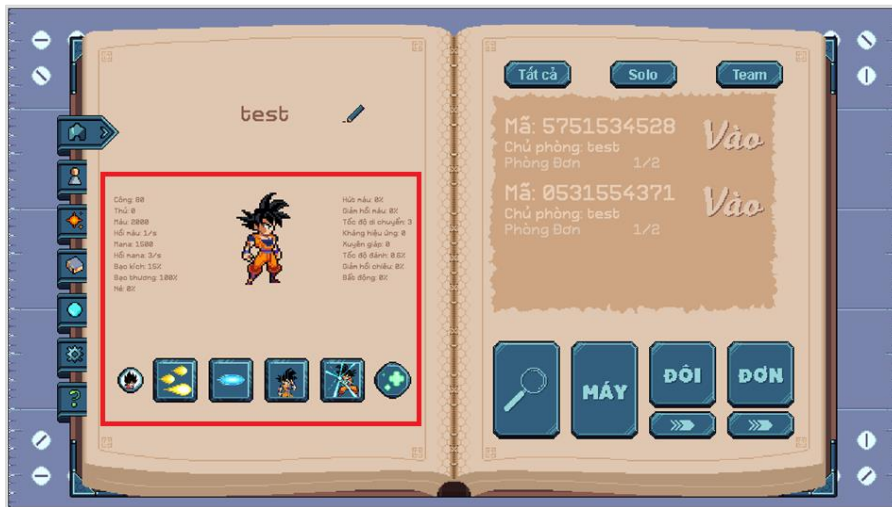 test
Công: 80
Thủ: 0
Máu: 2000
Hồi máu: 1/s
Mana: 1500
Hồi mana: 3/s
Bạo kích: 15%
Bạo thương: 100%
Né: 0%
Hút máu: 0%
Giảm hồi máu: 0%
Tốc độ di chuyển: 3
Kháng hiệu ứng: 0
Xuyên giáp: 0
Tốc độ đánh: 0.5%
Giảm hồi chiêu: 0%
Bất động: 0%
Tất cả
Solo
Team
Mã: 5751534528
Vào
Chủ phòng: test
Phòng Đơn 1/2
Mã: 0531554371
Vào
Chủ phòng: test
Phòng Đơn 1/2
MÁY
ĐÔI
ĐƠN
?